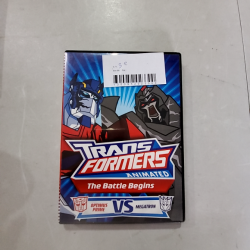 TRANS
FORMERS
ANIMATED
The Battle Begins
OPTIMUS
PRIME
VS
MEGATRON